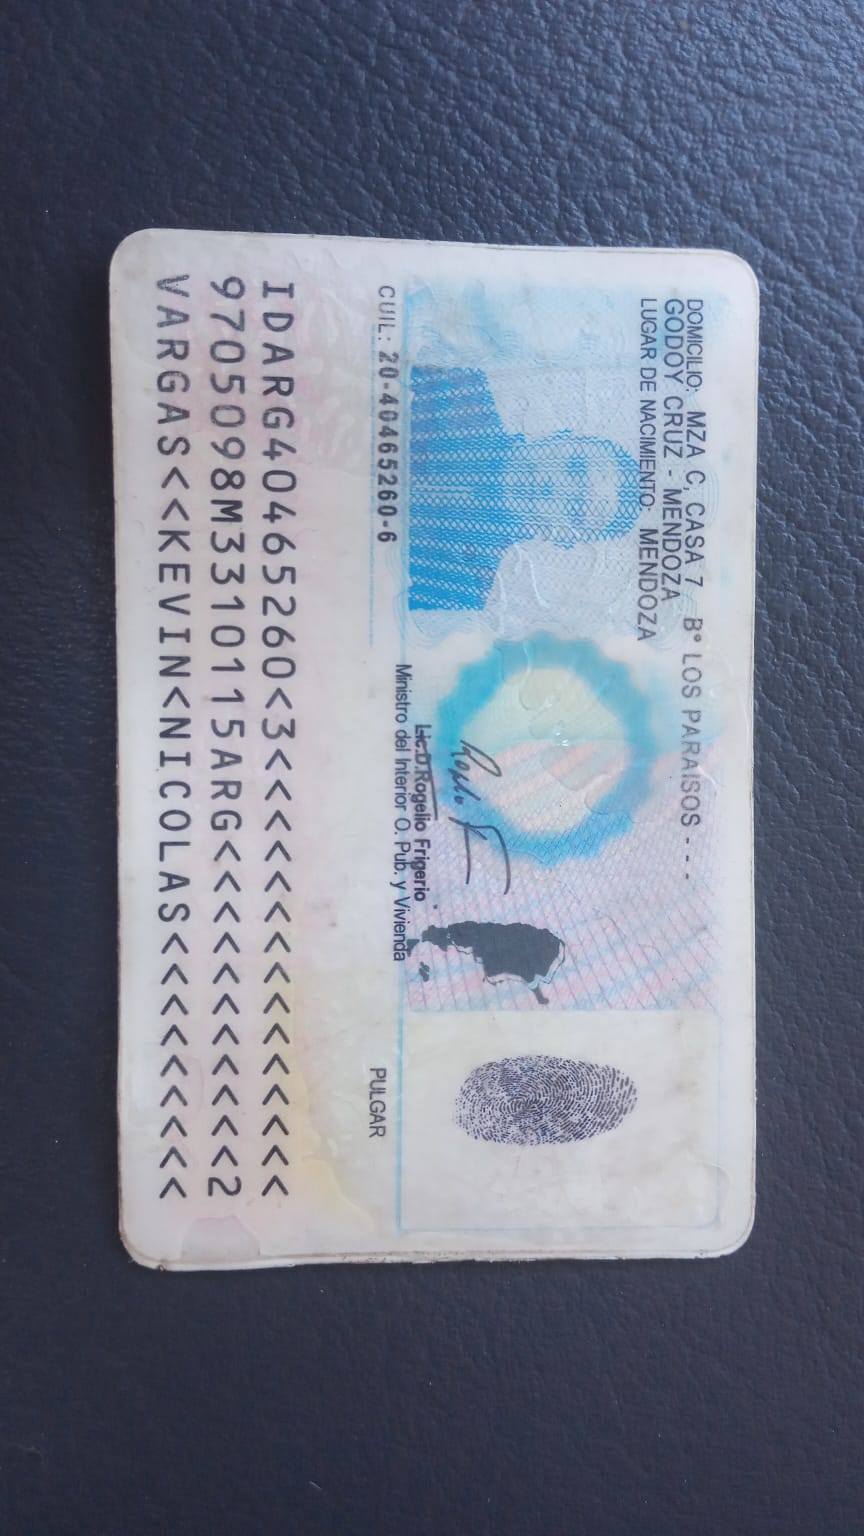 DOMICILIO: MZA C, CASA 7 Bº LOS PARAISOS - - -
GODOY CRUZ - MENDOZA
LUGAR DE NACIMIENTO: MENDOZA
Lic.D.Rogelio Frigerio
Ministro del Interior O. Pub. y Vivienda
CUIL: 20-40465260-6
PULGAR
IDARG40465260<3<<<<<<<<<<<<<<<
9705098M3310115ARG<<<<<<<<<<<2
VARGAS<<KEVIN<NICOLAS<<<<<<<<<